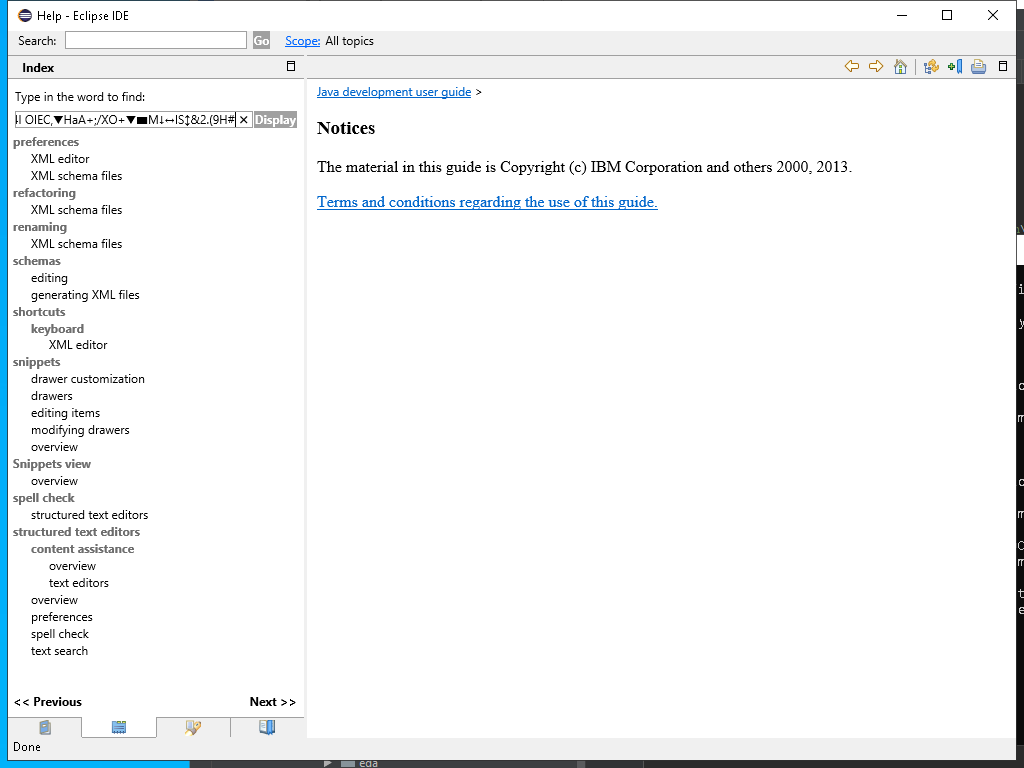 Help - Eclipse IDE
Search:
Go
Scope: All topics
Index
Type in the word to find:
OIEC,▼HaA+;/XO+▼■M↓↔IS↕&2.(9H#
Display
preferences
XML editor
XML schema files
refactoring
XML schema files
renaming
XML schema files
schemas
editing
generating XML files
shortcuts
keyboard
XML editor
snippets
drawer customization
drawers
editing items
modifying drawers
overview
Snippets view
overview
spell check
structured text editors
structured text editors
content assistance
overview
text editors
overview
preferences
spell check
text search
<< Previous
Next >>
Done
Java development user guide >
Notices
The material in this guide is Copyright (c) IBM Corporation and others 2000, 2013.
Terms and conditions regarding the use of this guide.
eda